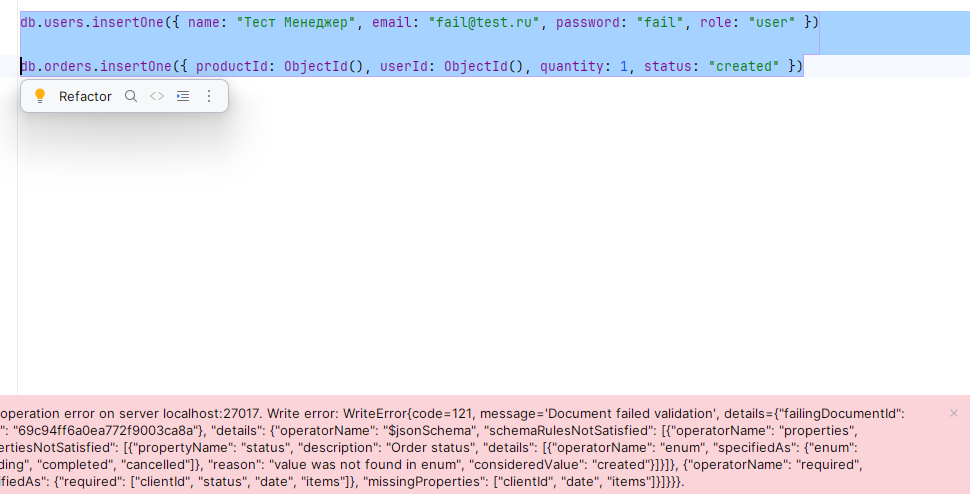 db.users.insertOne({ name: "Тест Менеджер", email: "fail@test.ru", password: "fail", role: "user" })
db.orders.insertOne({ productId: ObjectId(), userId: ObjectId(), quantity: 1, status: "created" })
Refactor
operation error on server localhost:27017. Write error: WriteError{code=121, message='Document failed validation', details={"failingDocumentId":
": "69c94ff6a0ea772f9003ca8a"}, "details": {"operatorName": "$jsonSchema", "schemaRulesNotSatisfied": [{"operatorName": "properties",
ertiesNotSatisfied": [{"propertyName": "status", "description": "Order status", "details": [{"operatorName": "enum", "specifiedAs": {"enum":
ding", "completed", "cancelled"]}, "reason": "value was not found in enum", "consideredValue": "created"}]}]}, {"operatorName": "required",
ifiedAs": {"required": ["clientId", "status", "date", "items"]}, "missingProperties": ["clientId", "date", "items"]}]}}}.